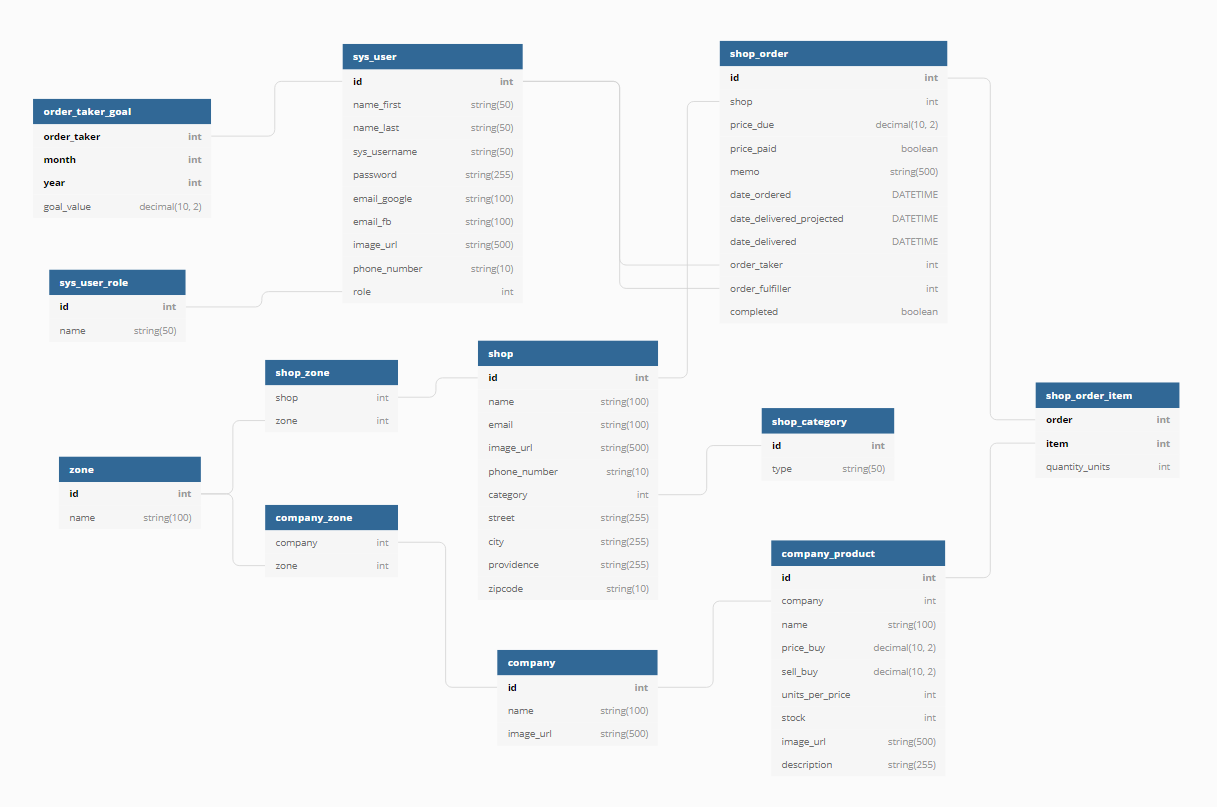 sys_user
id int
name_first string(50)
name_last string(50)
sys_username string(50)
password string(255)
email_google string(100)
email_fb string(100)
image_url string(500)
phone_number string(10)
role int
shop_order
id int
shop int
price_due decimal(10, 2)
price_paid boolean
memo string(500)
date_ordered DATETIME
date_delivered_projected DATETIME
date_delivered DATETIME
order_taker int
order_fulfiller int
completed boolean
order_taker_goal
order_taker int
month int
year int
goal_value decimal(10, 2)
sys_user_role
id int
name string(50)
shop_zone
shop int
zone int
shop
id int
name string(100)
email string(100)
image_url string(500)
phone_number string(10)
category int
street string(255)
city string(255)
providence string(255)
zipcode string(10)
shop_category
id int
type string(50)
shop_order_item
order int
item int
quantity_units int
zone
id int
name string(100)
company_zone
company int
zone int
company_product
id int
company int
name string(100)
price_buy decimal(10, 2)
sell_buy decimal(10, 2)
units_per_price int
stock int
image_url string(500)
description string(255)
company
id int
name string(100)
image_url string(500)